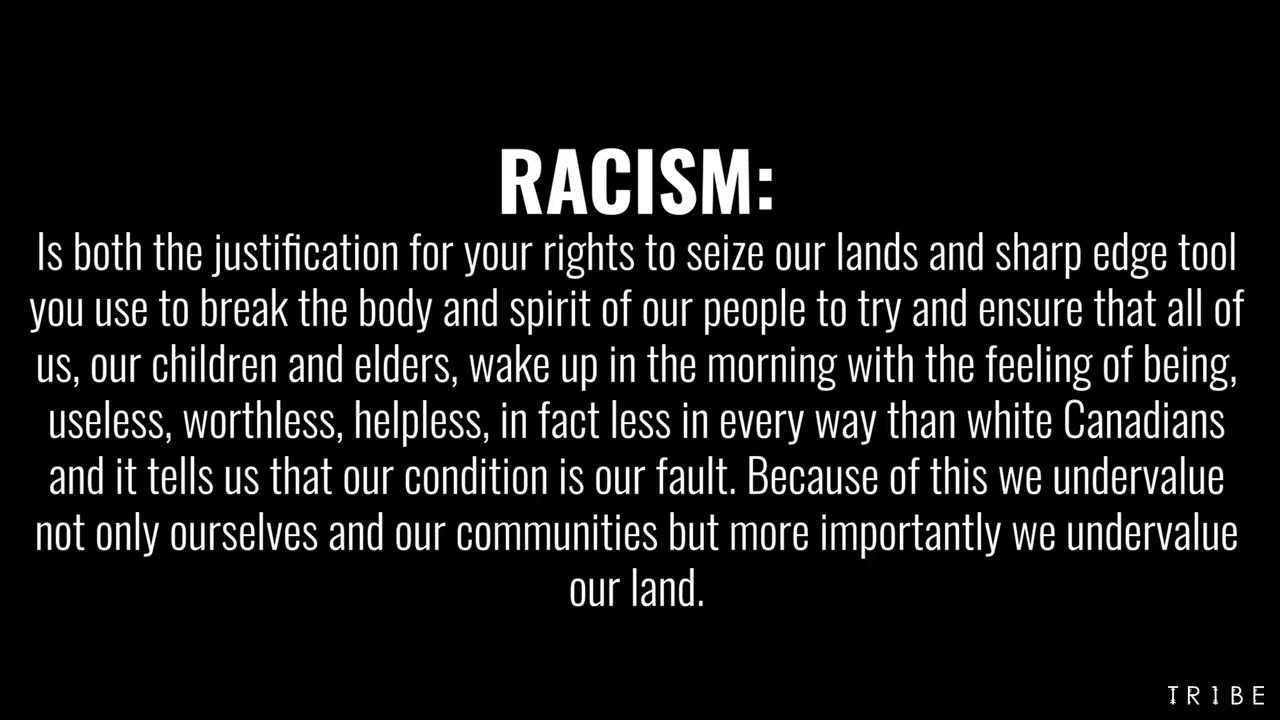 RACISM:
Is both the justification for your rights to seize our lands and sharp edge tool
you use to break the body and spirit of our people to try and ensure that all of
us, our children and elders, wake up in the morning with the feeling of being,
useless, worthless, helpless, in fact less in every way than white Canadians
and it tells us that our condition is our fault. Because of this we undervalue
not only ourselves and our communities but more importantly we undervalue
our land.
TR1BE